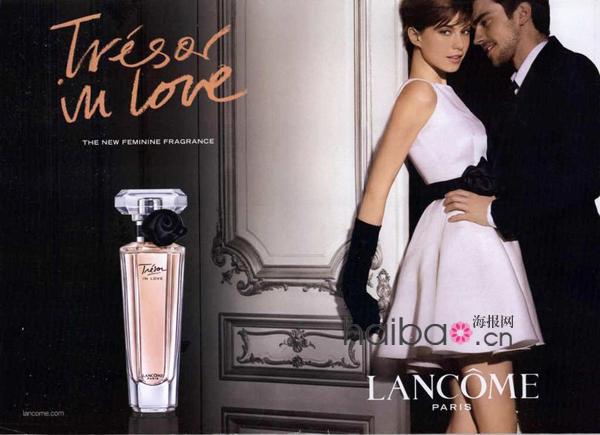 Trésor
in love
THE NEW FEMININE FRAGRANCE
Trésor
IN LOVE
LANCÔME
PARIS
海报网
haibao.cn
LANCÔME
PARIS
lancome.com